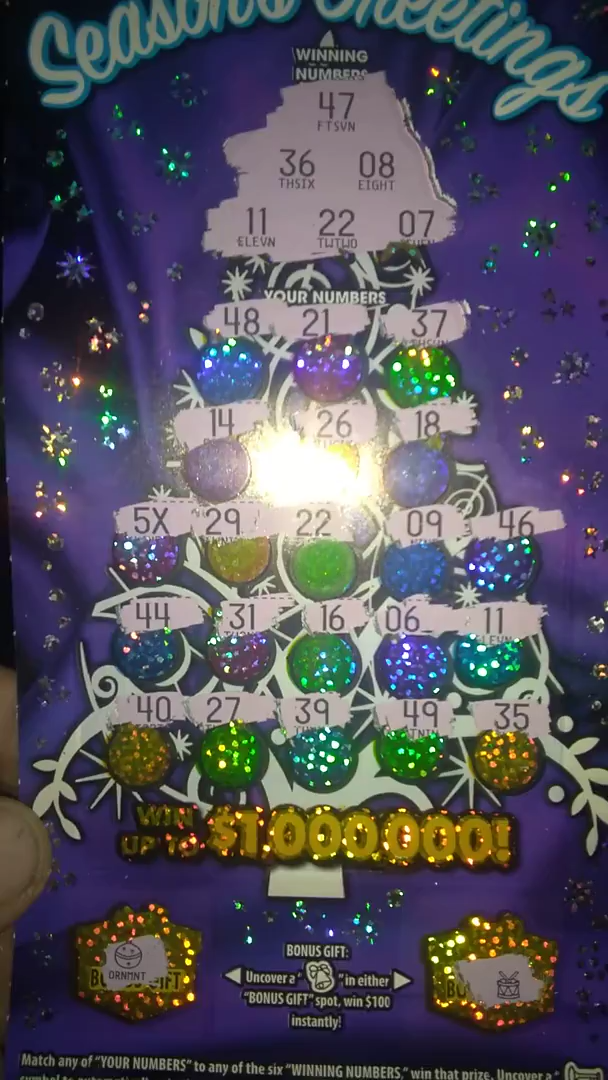 Season's Greetings
WINNING
NUMBERS
47
FTSVN
36 08
THSIX EIGHT
11 22 07
ELEVN TWTWO
YOUR NUMBERS
48 21 37
14 26 18
5X 29 22 09 46
44 31 16 06 11
ELEVN
40 27 39 49 35
WIN
UP TO $1,000,000!
ORNMNT
BONUS GIFT:
Uncover a " " in either
"BONUS GIFT" spot, win $100
instantly!
Match any of "YOUR NUMBERS" to any of the six "WINNING NUMBERS," win that prize. Uncover a "